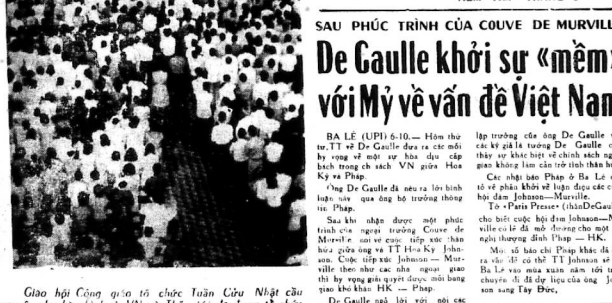 SAU PHÚC TRÌNH CỦA COUVE DE MURVILL
De Gaulle khởi sự «mềm»
với Mỹ về vấn đề Việt Nam
BA LÊ (UPI) 6-10.— Hôm thứ
tư, TT về De Gaulle đưa ra các mối
hy vọng về một sự hòa dịu cấp
bách trong ch sách VN giữa Hoa
Kỳ và Pháp.
Ông De Gaulle đã nêu ra lời bình
luận này qua ông bộ trưởng thông
tin Pháp.
Sau khi nhận được một phúc
trình của ngoại trưởng Couve de
Murville nói về cuộc tiếp xúc thân
hữu giữa ông và TT Hoa Kỳ John-
son. Cuộc tiếp xúc Johnson — Mur-
ville theo như các nhà ngoại giao
thì hy vọng giải quyết được mối bang
giao khó khăn HK — Pháp.
De Gaulle ngỏ lời với nội các
lập trường của ông De Gaulle
các ký giả là tướng De Gaulle
thấy sự khác biệt về chính sách ng
giao không làm cản trở tình thân h
Các nhật báo Pháp ở Ba Lê
tỏ vẻ phấn khởi về luận điệu các
hội đàm Johnson—Murville.
Tờ «Paris Presse» (thân DeGaul
cho biết cuộc hội đàm Johnson—M
ville có lẽ đã mở đường cho một
nghị thượng đỉnh Pháp — HK.
Một số báo chí Pháp khác đã
ra vấn đề có thể TT Johnson sẽ
Ba Lê vào mùa xuân năm tới
chuyến đi đã dự liệu của ông J
son sang Tây Đức,
Giáo hội Công giáo tổ chức Tuần Cửu Nhật cầu